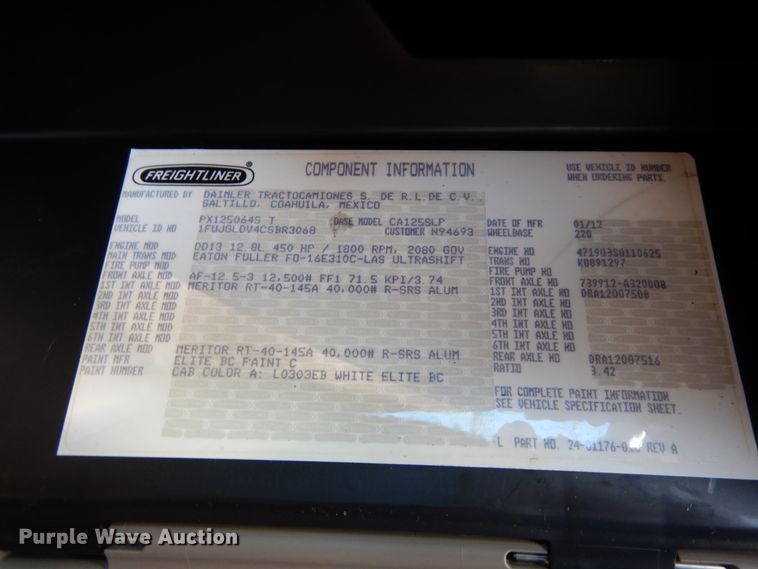 FREIGHTLINER ® COMPONENT INFORMATION USE VEHICLE ID NUMBER
WHEN ORDERING PARTS.
MANUFACTURED BY DAIMLER TRACTOCAMIONES S. DE R.L.DE C.V.
SALTILLO, COAHUILA, MEXICO
MODEL PX125064S T BASE MODEL CA125SLP DATE OF MFR 01/12
VEHICLE ID NO 1FUJGLDV4CSBR3068 CUSTOMER N94693 WHEELBASE 220
ENGINE MOD DD13 12.8L 450 HP / 1800 RPM, 2080 GOV ENGINE NO 471903S0110625
MAIN TRANS MOD EATON FULLER FO-16E310C-LAS ULTRASHIFT TRANS NO K0891297
FIRE PUMP MOD FIRE PUMP NO
FRONT AXLE MOD AF-12.5-3 12,500# FF1 71.5 KPI/3.74 FRONT AXLE NO 739912-A320008
1ST INT AXLE MOD MERITOR RT-40-145A 40,000# R-SRS ALUM 1ST INT AXLE NO DRA12007508
2ND INT AXLE MOD 2ND INT AXLE NO
3RD INT AXLE MOD 3RD INT AXLE NO
4TH INT AXLE MOD 4TH INT AXLE NO
5TH INT AXLE MOD 5TH INT AXLE NO
6TH INT AXLE MOD 6TH INT AXLE NO
REAR AXLE MOD MERITOR RT-40-145A 40,000# R-SRS ALUM REAR AXLE NO DRA12007516
PAINT MFR ELITE BC PAINT C RATIO 3.42
PAINT NUMBER CAB COLOR A: L0303EB WHITE ELITE BC
FOR COMPLETE PAINT INFORMATION
SEE VEHICLE SPECIFICATION SHEET.
L PART NO. REV A
Purple Wave Auction